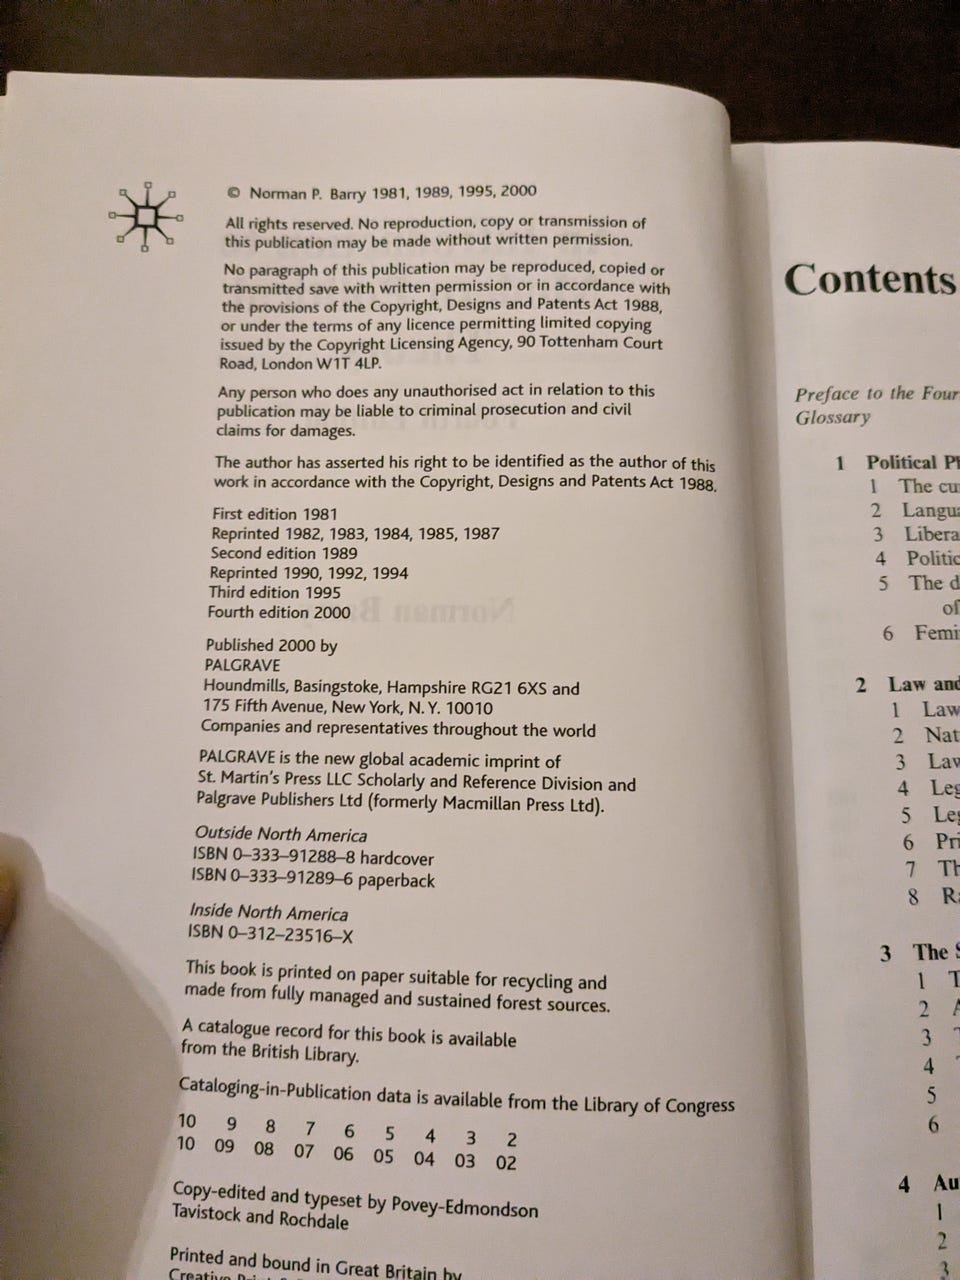 © Norman P. Barry 1981, 1989, 1995, 2000
All rights reserved. No reproduction, copy or transmission of
this publication may be made without written permission.
No paragraph of this publication may be reproduced, copied or
transmitted save with written permission or in accordance with
the provisions of the Copyright, Designs and Patents Act 1988,
or under the terms of any licence permitting limited copying
issued by the Copyright Licensing Agency, 90 Tottenham Court
Road, London W1T 4LP.
Any person who does any unauthorised act in relation to this
publication may be liable to criminal prosecution and civil
claims for damages.
The author has asserted his right to be identified as the author of this
work in accordance with the Copyright, Designs and Patents Act 1988.
First edition 1981
Reprinted 1982, 1983, 1984, 1985, 1987
Second edition 1989
Reprinted 1990, 1992, 1994
Third edition 1995
Fourth edition 2000
Published 2000 by
PALGRAVE
Houndmills, Basingstoke, Hampshire RG21 6XS and
175 Fifth Avenue, New York, N.Y. 10010
Companies and representatives throughout the world
PALGRAVE is the new global academic imprint of
St. Martin's Press LLC Scholarly and Reference Division and
Palgrave Publishers Ltd (formerly Macmillan Press Ltd).
Outside North America
ISBN 0–333–91288–8 hardcover
ISBN 0–333–91289–6 paperback
Inside North America
ISBN 0–312–23516–X
This book is printed on paper suitable for recycling and
made from fully managed and sustained forest sources.
A catalogue record for this book is available
from the British Library.
Cataloging-in-Publication data is available from the Library of Congress
10 9 8 7 6 5 4 3 2
10 09 08 07 06 05 04 03 02
Copy-edited and typeset by Povey-Edmondson
Tavistock and Rochdale
Printed and bound in Great Britain by
Contents
Preface to the Four
Glossary
1 Political Ph
1 The cu
2 Langua
3 Libera
4 Politic
5 The d
of
6 Femi
2 Law and
1 Law
2 Nat
3 Law
4 Leg
5 Leg
6 Pri
7 Th
8 Ra
3 The S
1 T
2 A
3
4
5
6
4 Au
1
2
3